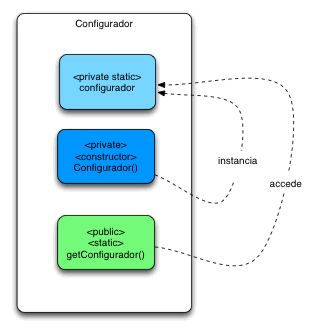 Configurador
<private static>
configurador
<private>
<constructor>
Configurador()
instancia
accede
<public>
<static>
getConfigurador()